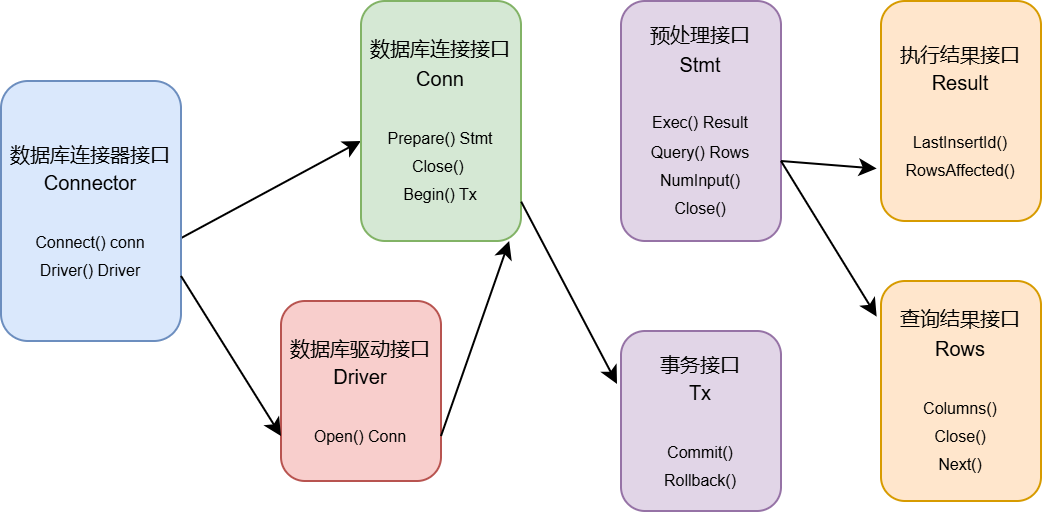 数据库连接器接口
Connector
Connect() conn
Driver() Driver
数据库连接接口
Conn
Prepare() Stmt
Close()
Begin() Tx
数据库驱动接口
Driver
Open() Conn
预处理接口
Stmt
Exec() Result
Query() Rows
NumInput()
Close()
事务接口
Tx
Commit()
Rollback()
执行结果接口
Result
LastInsertId()
RowsAffected()
查询结果接口
Rows
Columns()
Close()
Next()